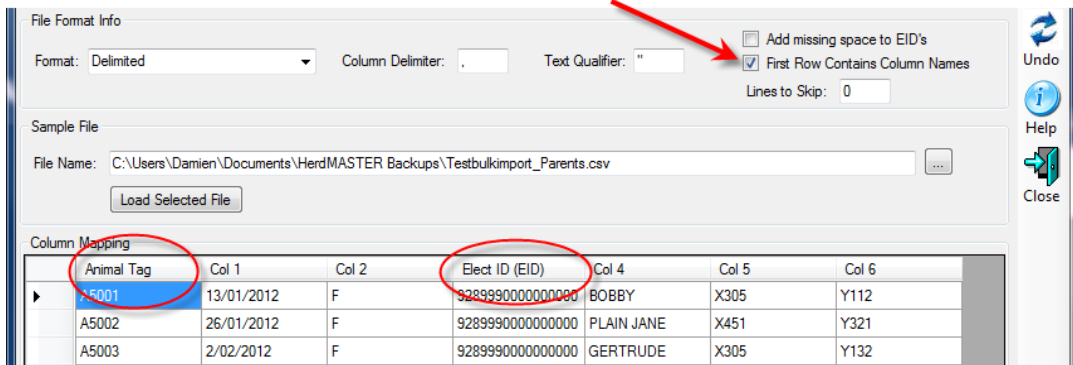 File Format Info
Format: Delimited Column Delimiter: , Text Qualifier: "
Add missing space to EID's
First Row Contains Column Names
Lines to Skip: 0
Undo
Help
Close
Sample File
File Name: C:\Users\Damien\Documents\HerdMASTER Backups\Testbulkimport_Parents.csv ...
Load Selected File
Column Mapping
Animal Tag Col 1 Col 2 Elect ID (EID) Col 4 Col 5 Col 6
A5001 13/01/2012 F 9289990000000000 BOBBY X305 Y112
A5002 26/01/2012 F 9289990000000000 PLAIN JANE X451 Y321
A5003 2/02/2012 F 9289990000000000 GERTRUDE X305 Y132